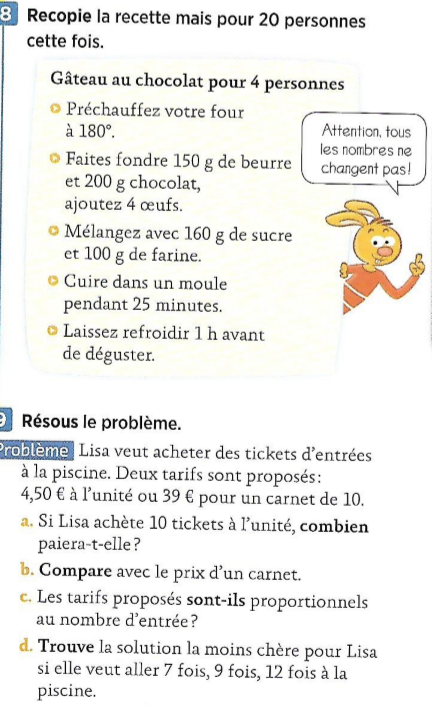 8 Recopie la recette mais pour 20 personnes
cette fois.
Gâteau au chocolat pour 4 personnes
Préchauffez votre four
à 180°.
Faites fondre 150 g de beurre
et 200 g chocolat,
ajoutez 4 œufs.
Mélangez avec 160 g de sucre
et 100 g de farine.
Cuire dans un moule
pendant 25 minutes.
Laissez refroidir 1 h avant
de déguster.
Attention, tous
les nombres ne
changent pas!
9 Résous le problème.
Problème Lisa veut acheter des tickets d'entrées
à la piscine. Deux tarifs sont proposés:
4,50 € à l'unité ou 39 € pour un carnet de 10.
a. Si Lisa achète 10 tickets à l'unité, combien
paiera-t-elle?
b. Compare avec le prix d'un carnet.
c. Les tarifs proposés sont-ils proportionnels
au nombre d'entrée?
d. Trouve la solution la moins chère pour Lisa
si elle veut aller 7 fois, 9 fois, 12 fois à la
piscine.